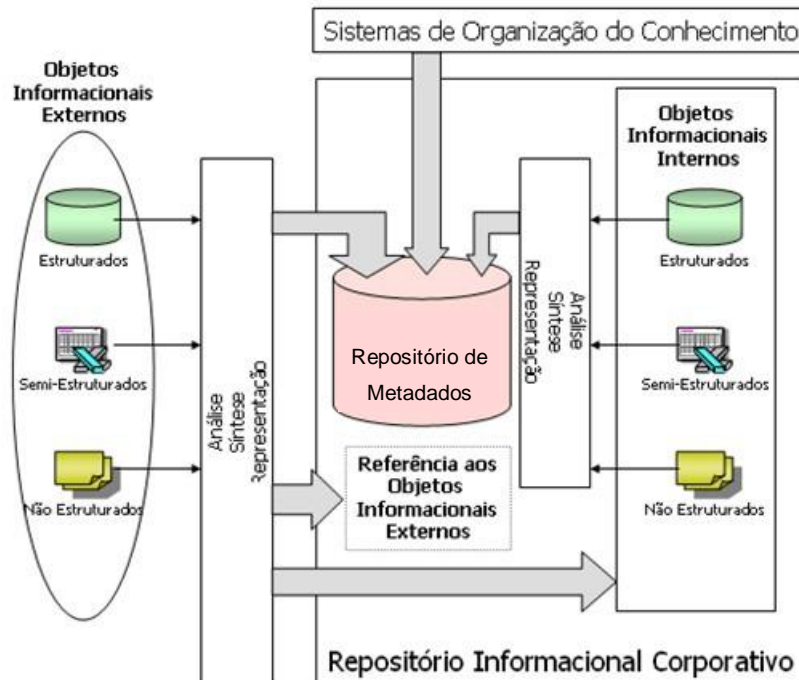 Sistemas de Organização do Conhecimento
Objetos
Informacionais
Externos
Estruturados
Semi-Estruturados
Não Estruturados
Análise
Síntese
Representação
Repositório de
Metadados
Referência aos
Objetos
Informacionais
Externos
Análise
Síntese
Representação
Objetos
Informacionais
Internos
Estruturados
Semi-Estruturados
Não Estruturados
Repositório Informacional Corporativo